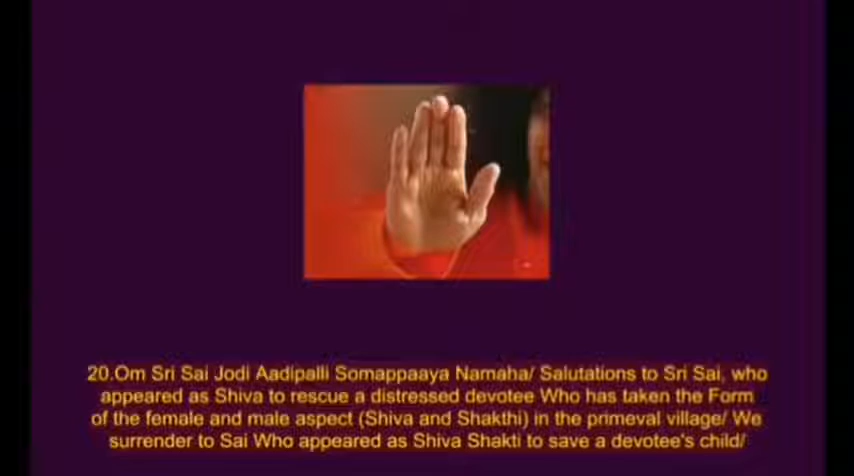 20.Om Sri Sai Jodi Aadipalli Somappaaya Namaha/ Salutations to Sri Sai, who
appeared as Shiva to rescue a distressed devotee Who has taken the Form
of the female and male aspect (Shiva and Shakthi) in the primeval village/ We
surrender to Sai Who appeared as Shiva Shakti to save a devotee's child/